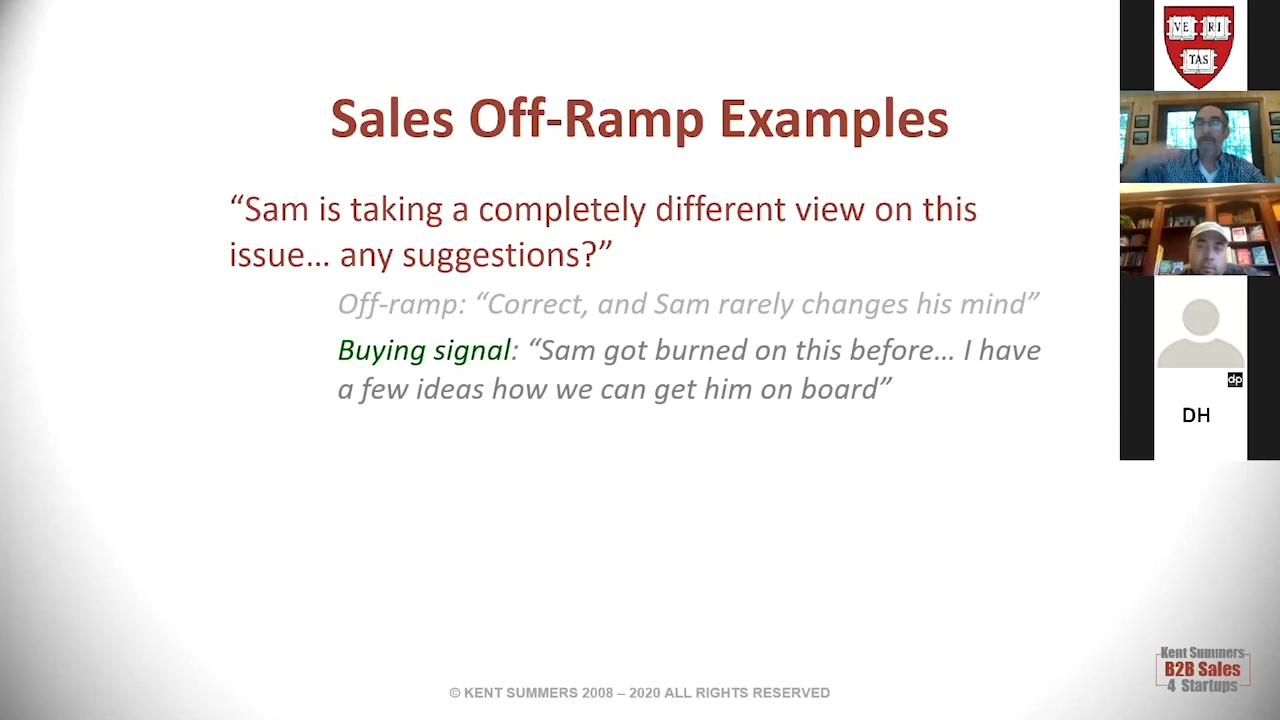 Sales Off-Ramp Examples
“Sam is taking a completely different view on this
issue… any suggestions?”
Off-ramp: “Correct, and Sam rarely changes his mind”
Buying signal: “Sam got burned on this before… I have
a few ideas how we can get him on board”
VE RI
TAS
dp
DH
Kent Summers
B2B Sales
4 Startups
© KENT SUMMERS 2008 – 2020 ALL RIGHTS RESERVED